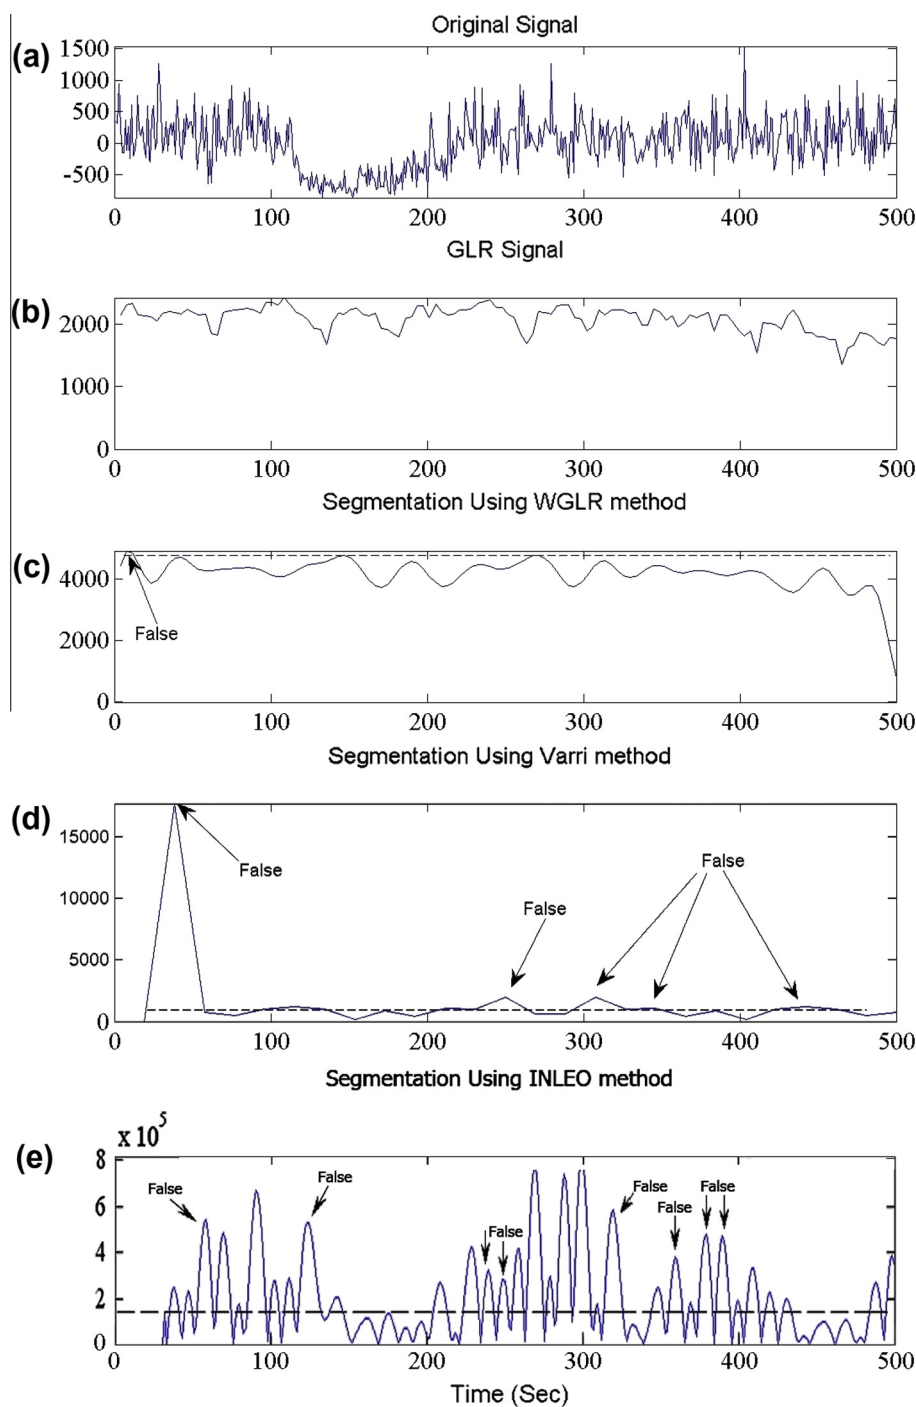 Original Signal
(a)
1500
1000
500
0
-500
0 100 200 300 400 500
GLR Signal
(b)
2000
1000
0
0 100 200 300 400 500
Segmentation Using WGLR method
(c)
4000
False
2000
0
0 100 200 300 400 500
Segmentation Using Varri method
(d)
15000
False
False
10000
False
5000
0
0 100 200 300 400 500
Segmentation Using INLEO method
x 10^5
(e)
8
False
False
False
False
6
False
False
4
2
0
0 100 200 300 400 500
Time (Sec)